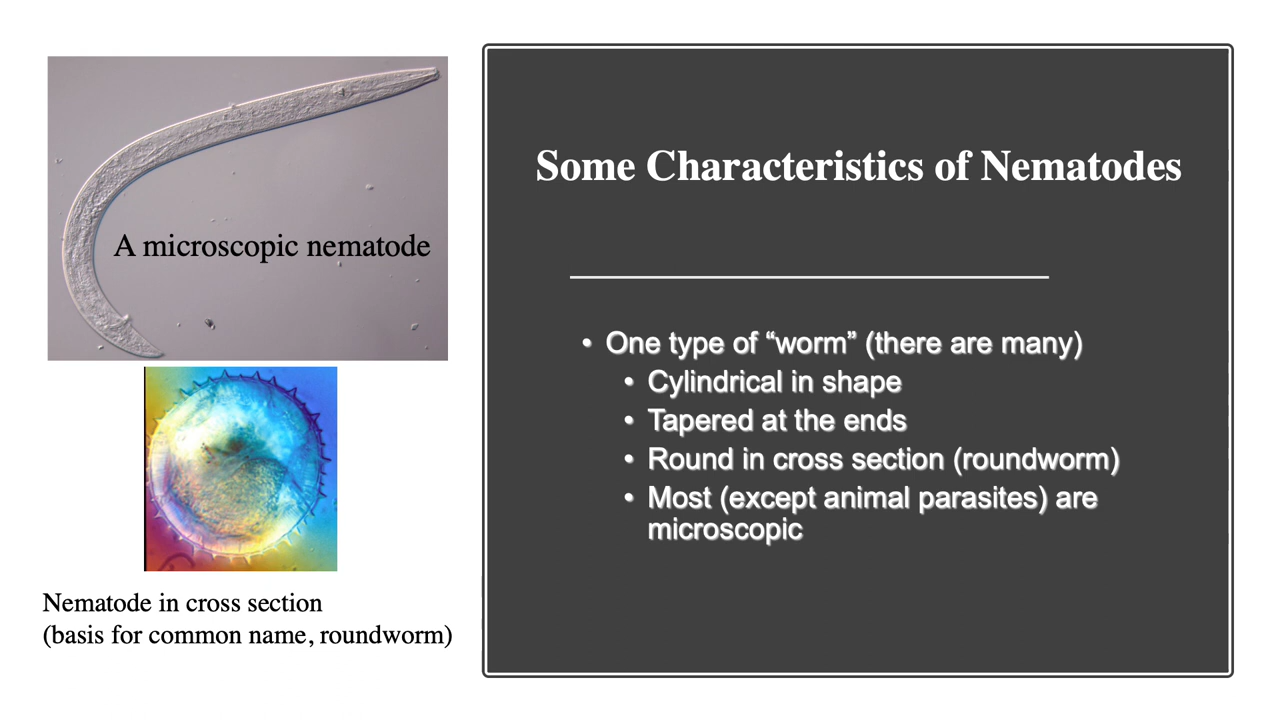 A microscopic nematode
Nematode in cross section
(basis for common name, roundworm)
Some Characteristics of Nematodes
• One type of “worm” (there are many)
• Cylindrical in shape
• Tapered at the ends
• Round in cross section (roundworm)
• Most (except animal parasites) are
microscopic